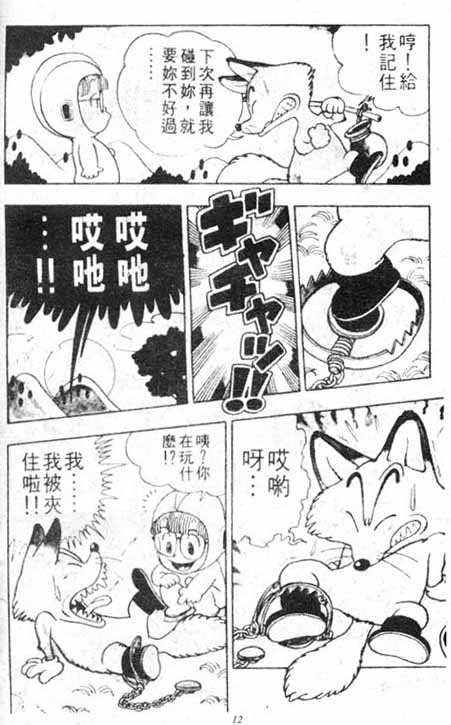 哼！給
我記住
！
下次再讓我
碰到妳，就
要妳不好過
……
ギャチャッ!!
哎吔
哎吔
…!!
哎喲
呀…
咦？你
在玩什
麼!?
我……
我被夾
住啦!!
12